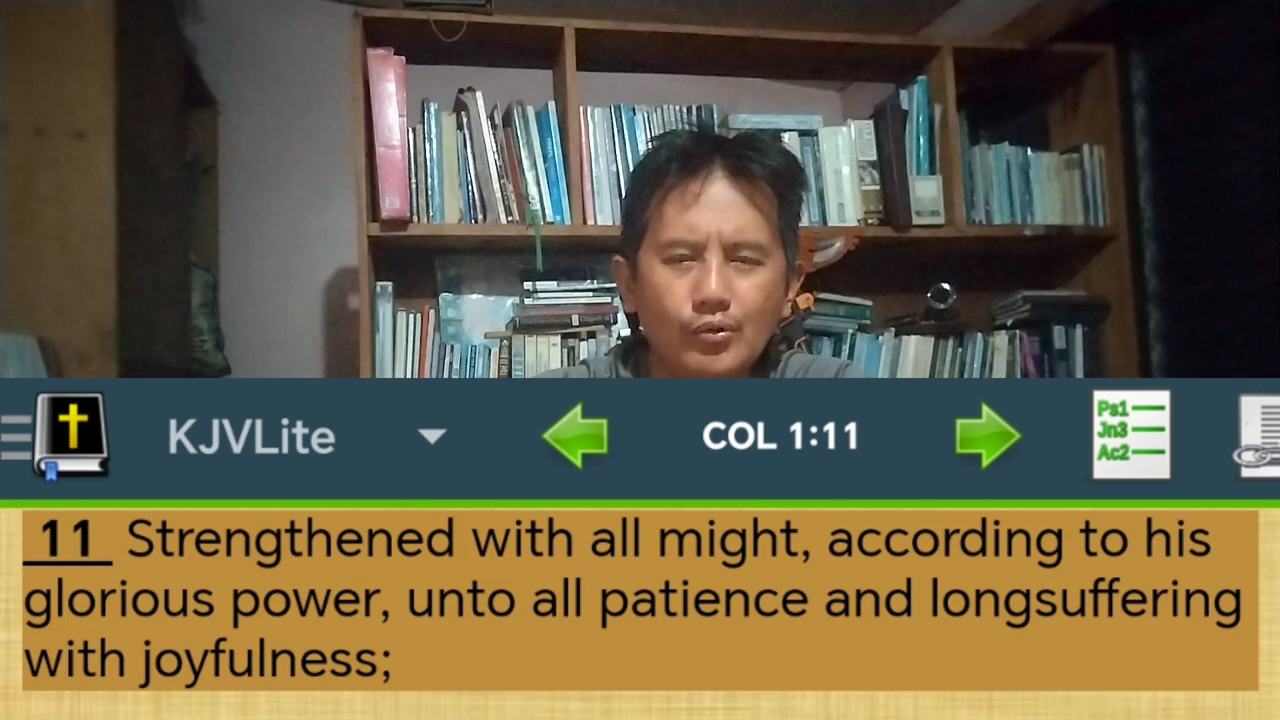 KJVLite
COL 1:11
Ps1
Jn3
Ac2
11 Strengthened with all might, according to his
glorious power, unto all patience and longsuffering
with joyfulness;